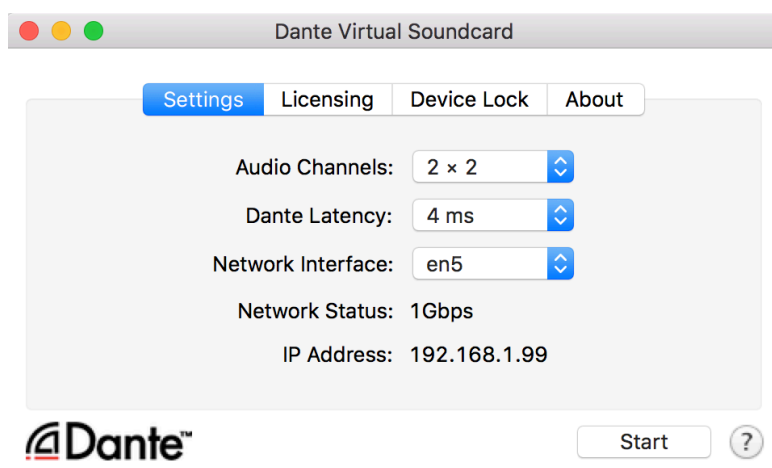 Dante Virtual Soundcard
Settings Licensing Device Lock About
Audio Channels: 2 × 2
Dante Latency: 4 ms
Network Interface: en5
Network Status: 1Gbps
IP Address: 192.168.1.99
Dante™ Start ?